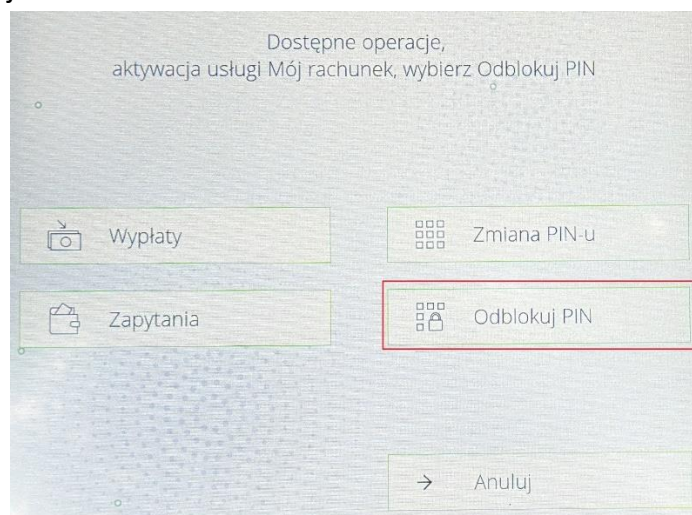 Dostępne operacje,
aktywacja usługi Mój rachunek, wybierz Odblokuj PIN
Wypłaty
Zmiana PIN-u
Zapytania
Odblokuj PIN
Anuluj